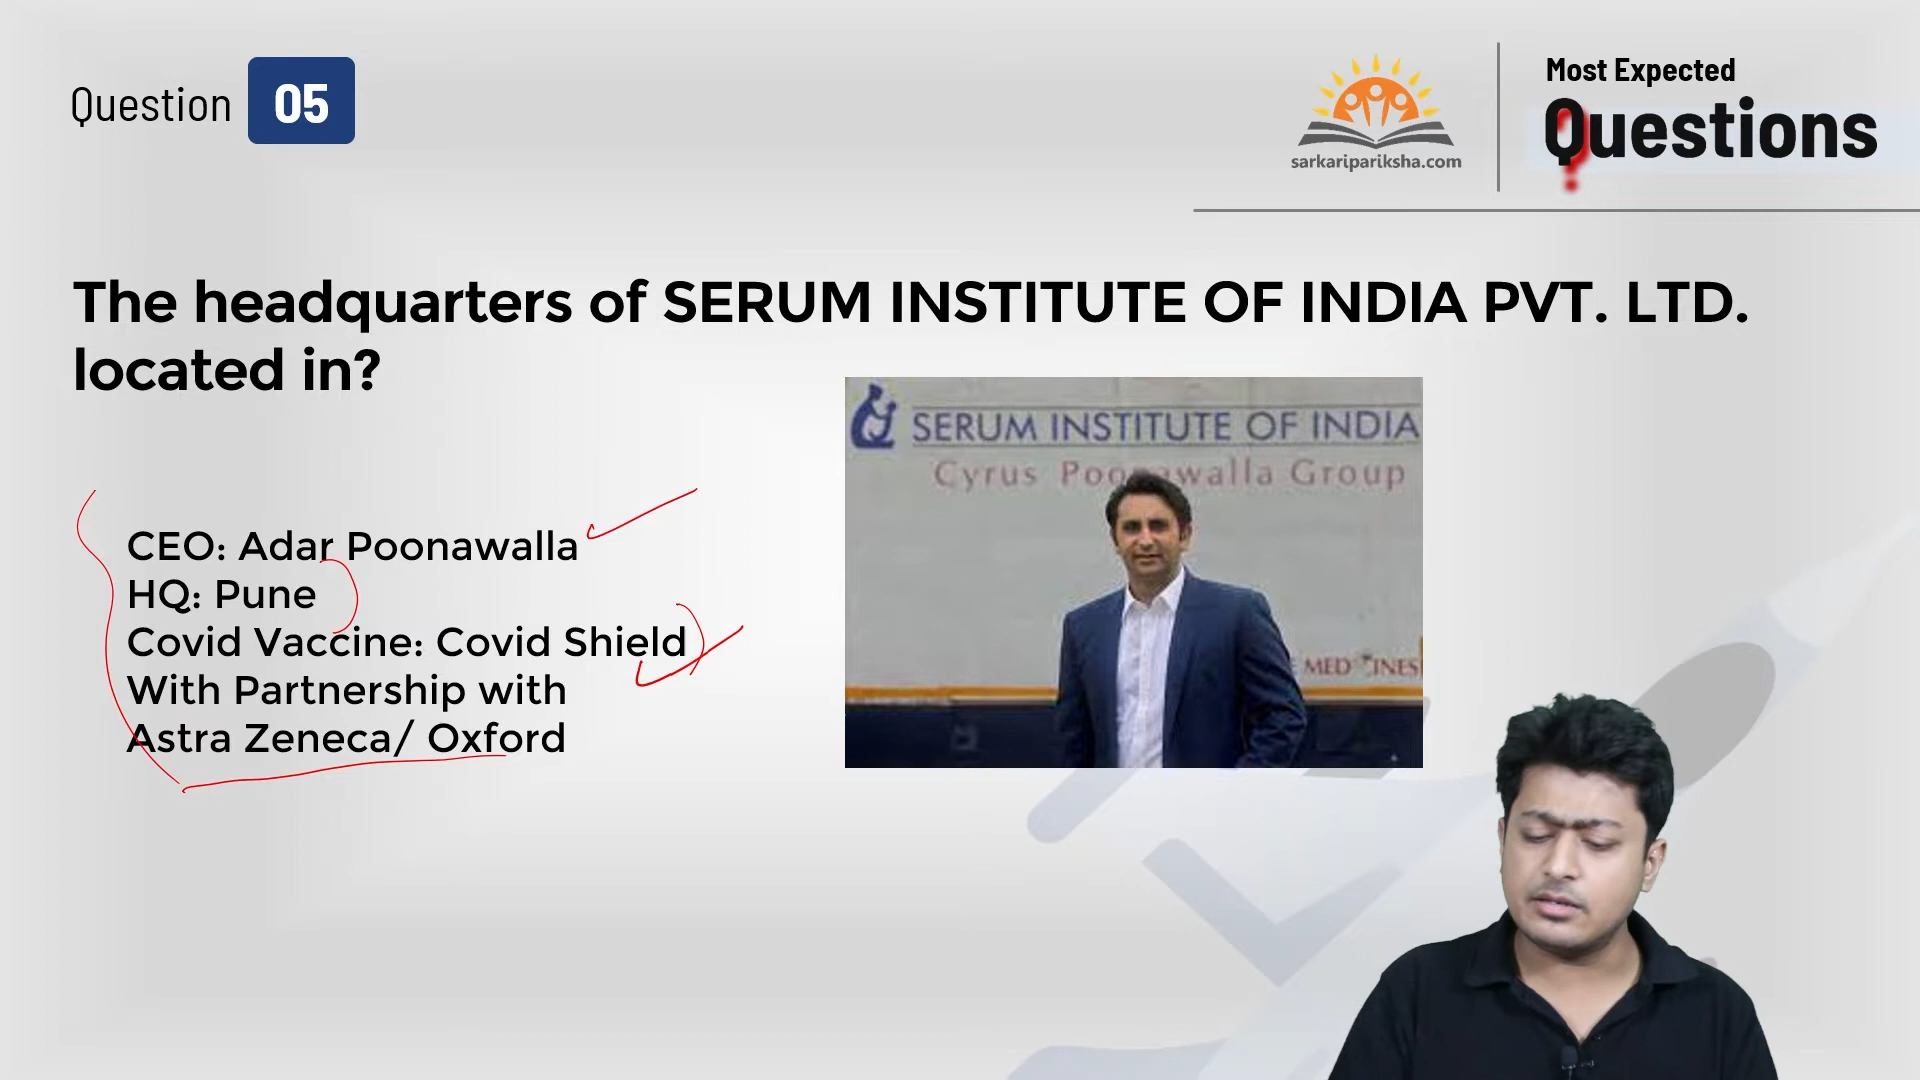 Question 05
sarkaripariksha.com
Most Expected
Questions
The headquarters of SERUM INSTITUTE OF INDIA PVT. LTD.
located in?
CEO: Adar Poonawalla
HQ: Pune
Covid Vaccine: Covid Shield
With Partnership with
Astra Zeneca/ Oxford
SERUM INSTITUTE OF INDIA
Cyrus Poonawalla Group